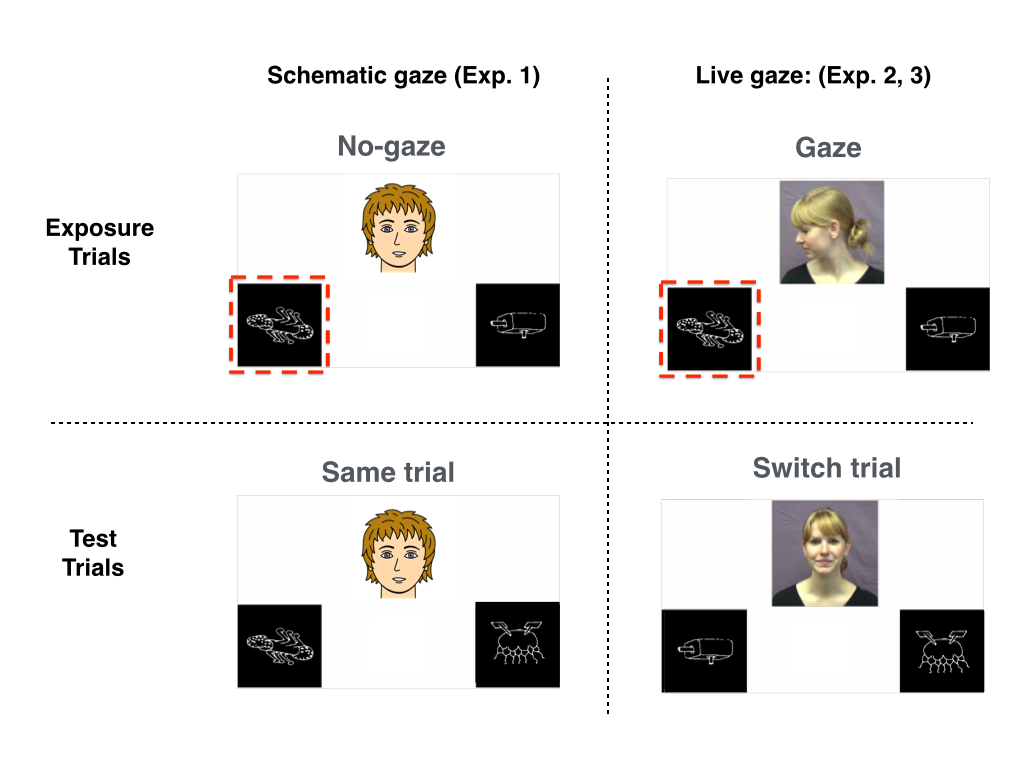 Schematic gaze (Exp. 1)
Live gaze: (Exp. 2, 3)
No-gaze
Gaze
Exposure
Trials
Same trial
Switch trial
Test
Trials